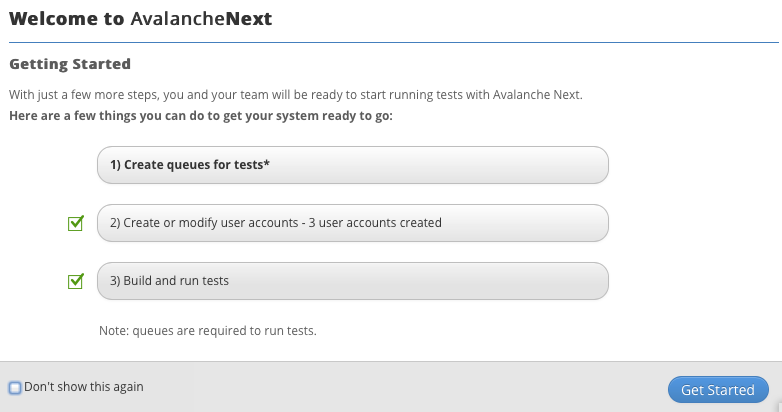 Welcome to AvalancheNext
Getting Started
With just a few more steps, you and your team will be ready to start running tests with Avalanche Next.
Here are a few things you can do to get your system ready to go:
1) Create queues for tests*
2) Create or modify user accounts - 3 user accounts created
3) Build and run tests
Note: queues are required to run tests.
Don't show this again
Get Started